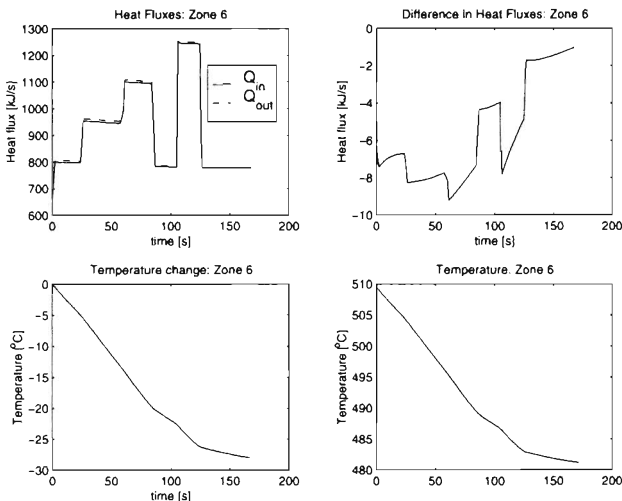 Heat Fluxes: Zone 6
1300
1200
1100
1000
900
800
700
600
Heat flux [kJ/s]
Q in
Q out
0 50 100 150 200
time [s]
Difference in Heat Fluxes: Zone 6
0
-2
-4
-6
-8
-10
Heat flux [kJ/s]
0 50 100 150 200
time [s]
Temperature change: Zone 6
0
-5
-10
-15
-20
-25
-30
Temperature [°C]
0 50 100 150 200
time [s]
Temperature. Zone 6
510
505
500
495
490
485
480
Temperature [°C]
0 50 100 150 200